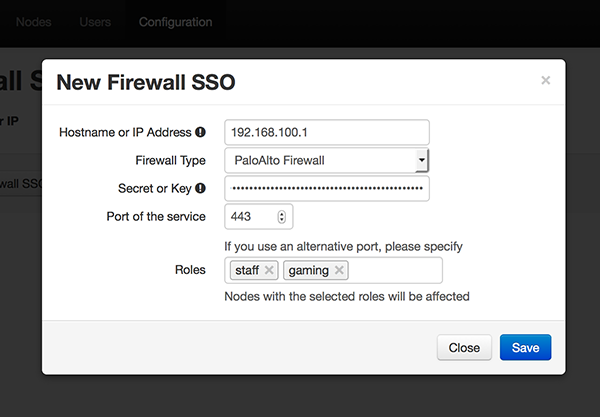 Nodes Users Configuration
all S
New Firewall SSO ×
r IP
Hostname or IP Address 192.168.100.1
Firewall Type PaloAlto Firewall
wall SSO
Secret or Key ••••••••••••••••••••••••••••••••••••••••••••••••
Port of the service 443
If you use an alternative port, please specify
Roles staff × gaming ×
Nodes with the selected roles will be affected
Close Save